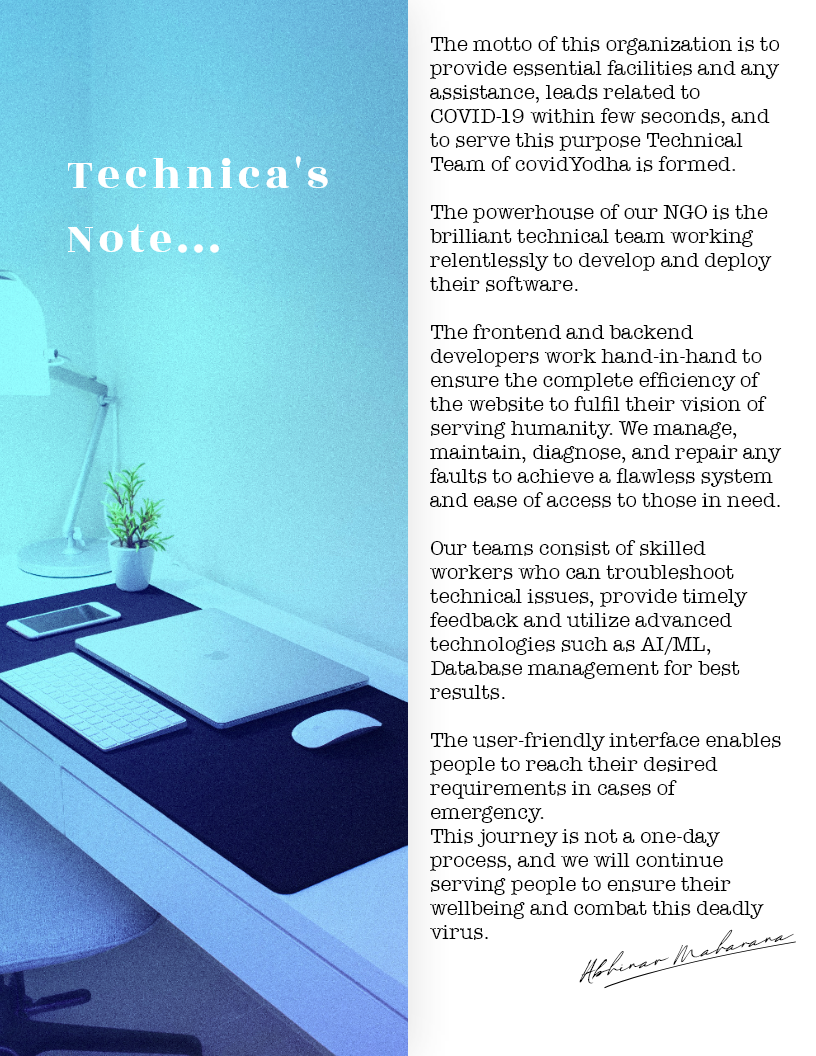 Technica's
Note...
The motto of this organization is to
provide essential facilities and any
assistance, leads related to
COVID-19 within few seconds, and
to serve this purpose Technical
Team of covidYodha is formed.
The powerhouse of our NGO is the
brilliant technical team working
relentlessly to develop and deploy
their software.
The frontend and backend
developers work hand-in-hand to
ensure the complete efficiency of
the website to fulfil their vision of
serving humanity. We manage,
maintain, diagnose, and repair any
faults to achieve a flawless system
and ease of access to those in need.
Our teams consist of skilled
workers who can troubleshoot
technical issues, provide timely
feedback and utilize advanced
technologies such as AI/ML,
Database management for best
results.
The user-friendly interface enables
people to reach their desired
requirements in cases of
emergency.
This journey is not a one-day
process, and we will continue
serving people to ensure their
wellbeing and combat this deadly
virus.
Abhinav Maharana